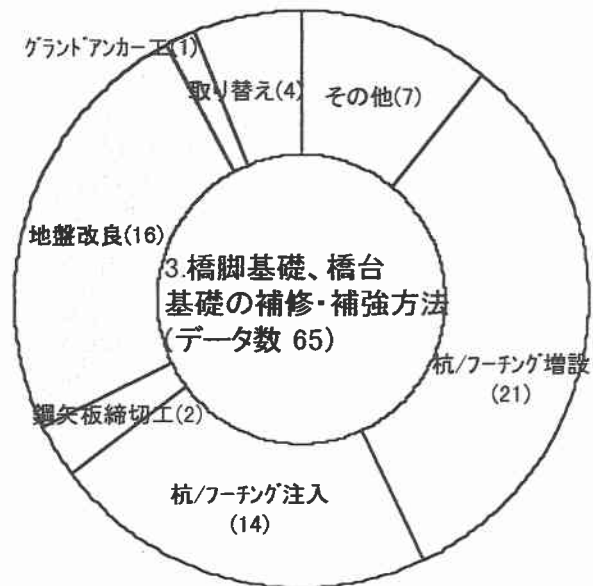 グランドアンカー工(1)
取り替え(4)
その他(7)
地盤改良(16)
3.橋脚基礎、橋台
基礎の補修・補強方法
(データ数 65)
杭/フーチング増設
(21)
鋼矢板締切工(2)
杭/フーチング注入
(14)